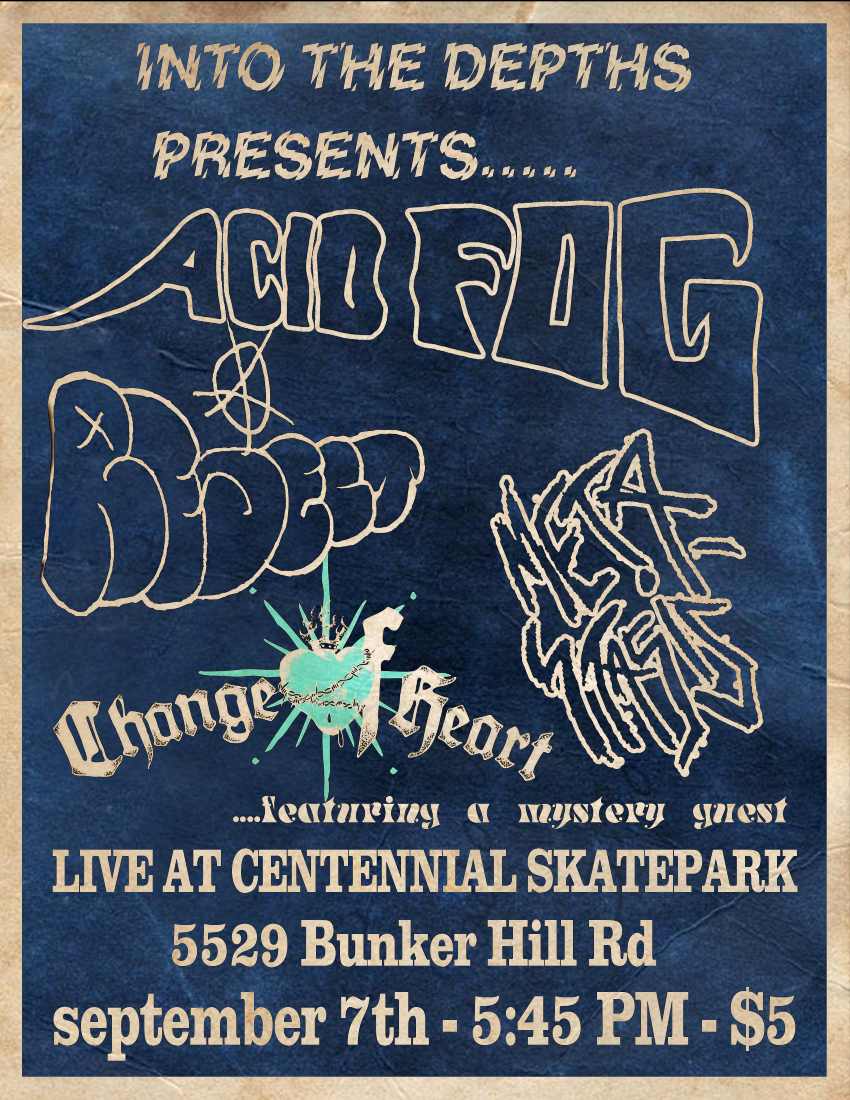 INTO THE DEPTHS
PRESENTS.....
ACID FOG
REJECT
Change of Heart
....featuring a mystery guest
LIVE AT CENTENNIAL SKATEPARK
5529 Bunker Hill Rd
september 7th - 5:45 PM - $5